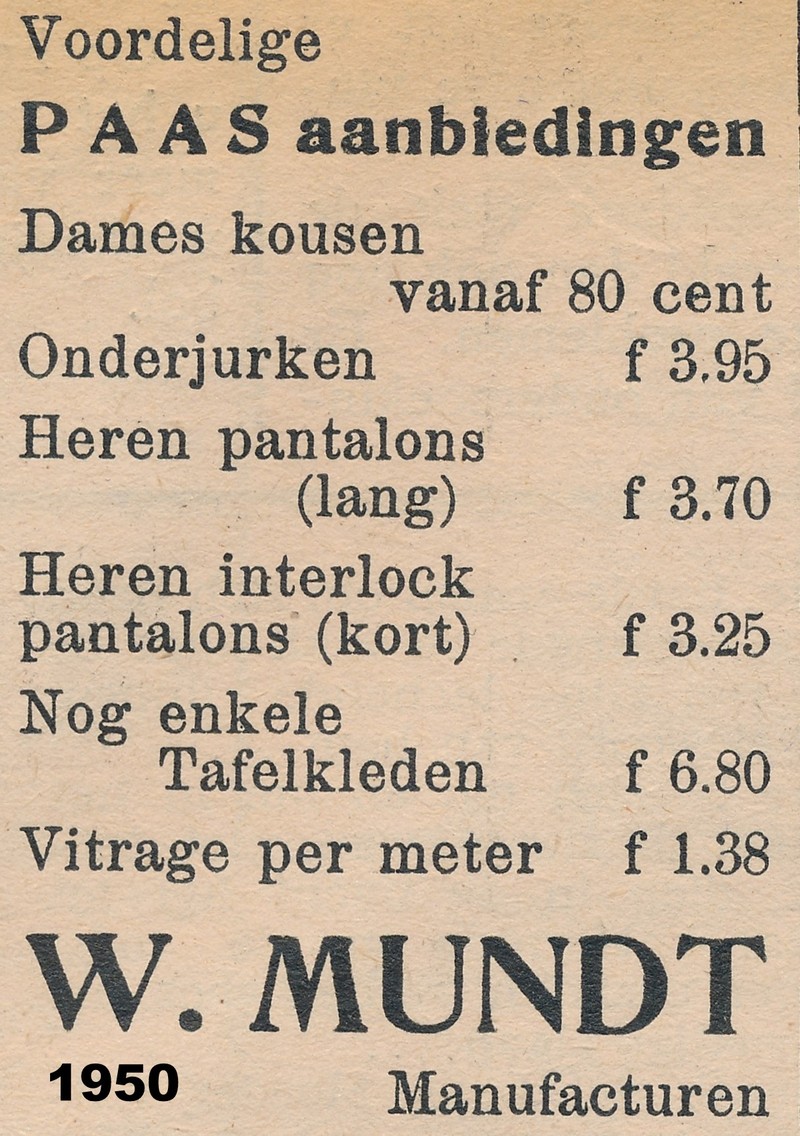 Voordelige
PAAS aanbiedingen
Dames kousen
vanaf 80 cent
Onderjurken f 3.95
Heren pantalons
(lang) f 3.70
Heren interlock
pantalons (kort) f 3.25
Nog enkele
Tafelkleden f 6.80
Vitrage per meter f 1.38
W. MUNDT
1950 Manufacturen